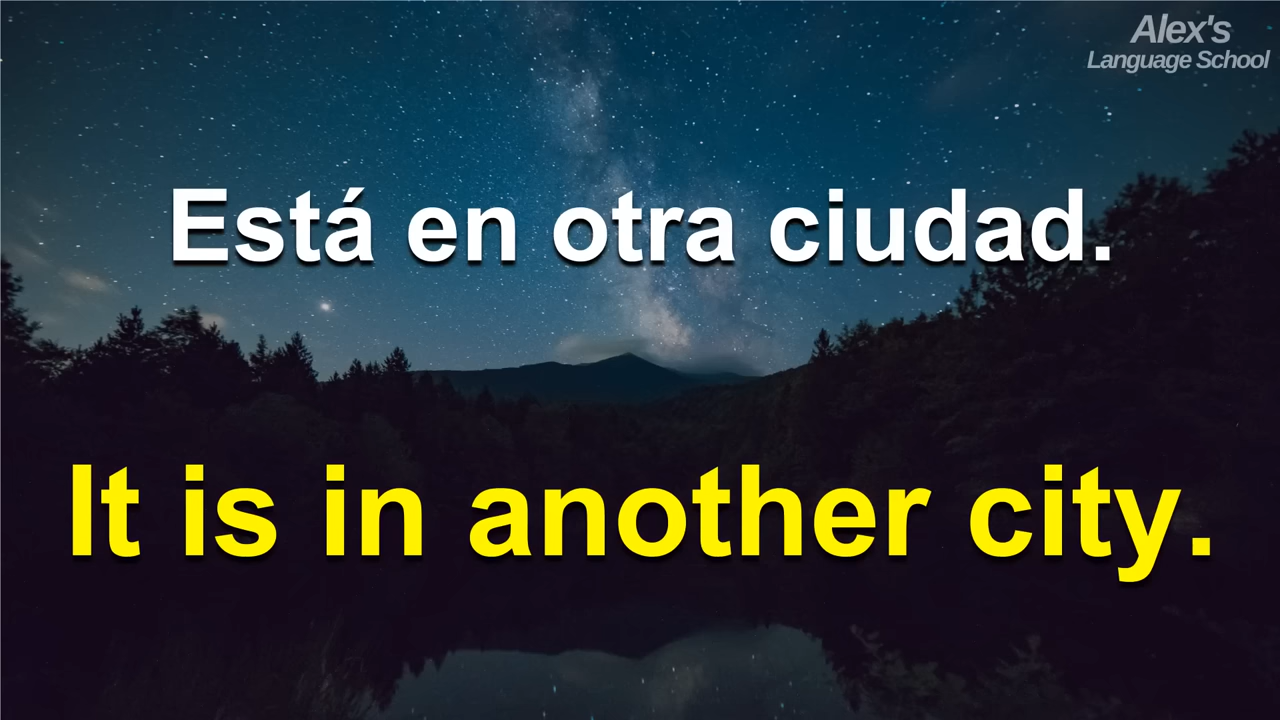 Alex's
Language School
Está en otra ciudad.
It is in another city.